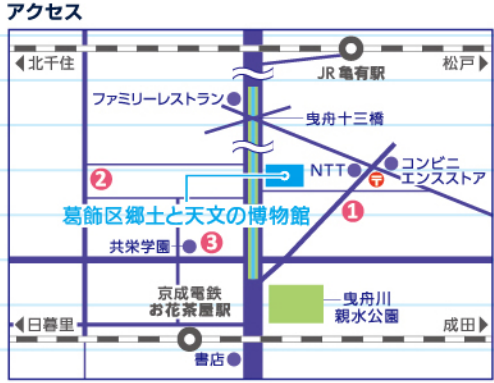 アクセス
JR 亀有駅
◀北千住
松戸▶
ファミリーレストラン
曳舟十三橋
コンビニ
エンスストア
NTT
〒
2
1
葛飾区郷土と天文の博物館
共栄学園
3
京成電鉄
お花茶屋駅
曳舟川
親水公園
◀日暮里
成田▶
書店